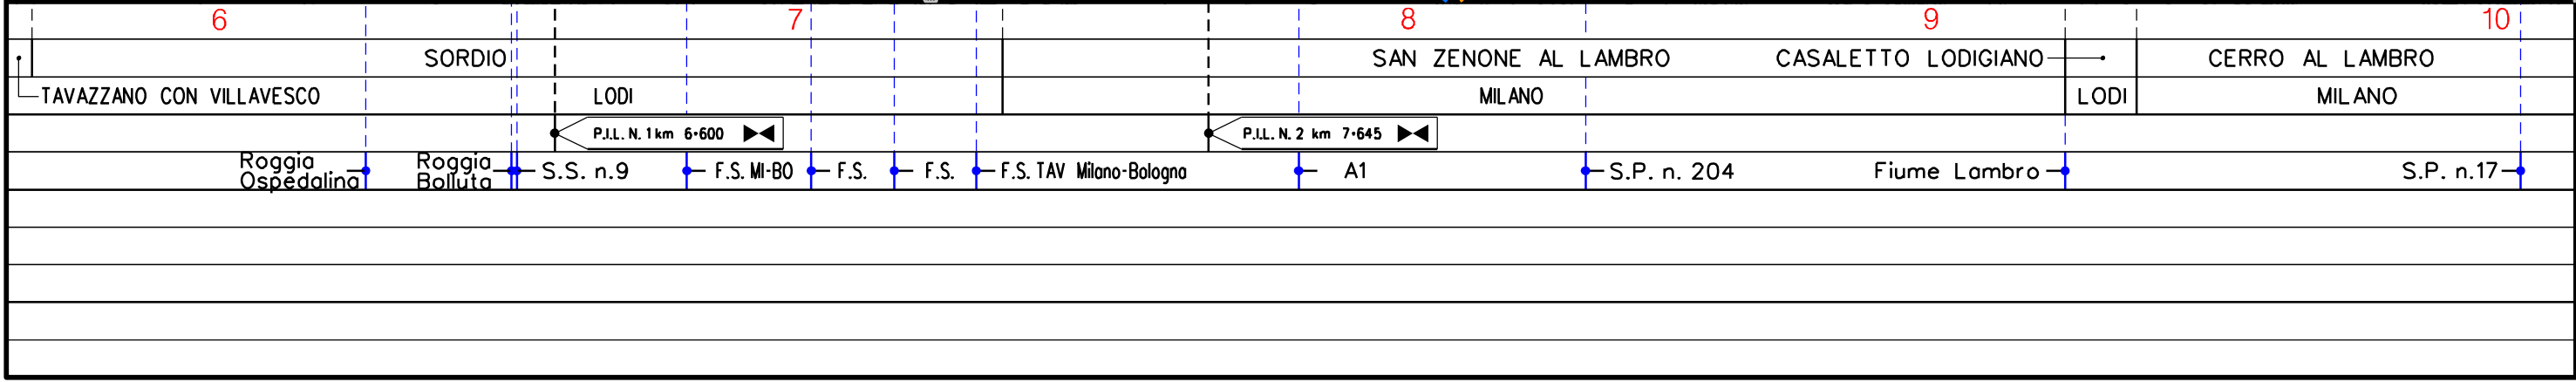 6 7 8 9 10
SORDIO SAN ZENONE AL LAMBRO CASALETTO LODIGIANO CERRO AL LAMBRO
TAVAZZANO CON VILLAVESCO LODI MILANO LODI MILANO
P.I.L. N. 1 km 6+600 P.I.L. N. 2 km 7+645
Roggia Ospedalina
Roggia Bolluta
S.S. n.9 F.S. MI-BO F.S. F.S. F.S. TAV Milano-Bologna A1 S.P. n. 204 Fiume Lambro S.P. n.17